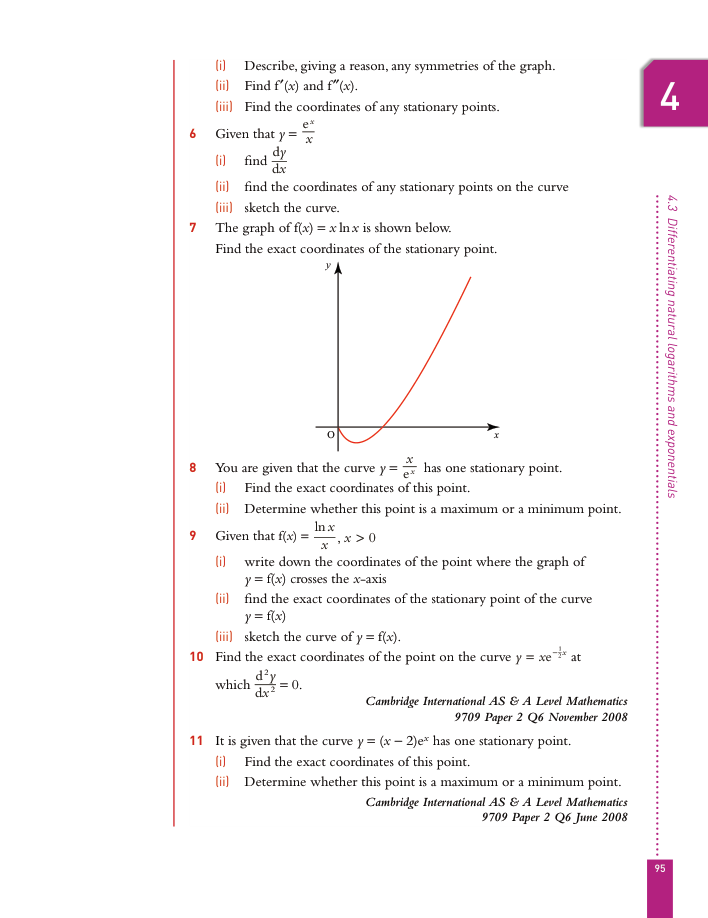 (i) Describe, giving a reason, any symmetries of the graph.
(ii) Find f′(x) and f″(x).
(iii) Find the coordinates of any stationary points.
6 Given that y = e^x/x
(i) find dy/dx
(ii) find the coordinates of any stationary points on the curve
(iii) sketch the curve.
7 The graph of f(x) = x ln x is shown below.
Find the exact coordinates of the stationary point.
y
O
x
8 You are given that the curve y = x/e^x has one stationary point.
(i) Find the exact coordinates of this point.
(ii) Determine whether this point is a maximum or a minimum point.
9 Given that f(x) = ln x/x, x > 0
(i) write down the coordinates of the point where the graph of
y = f(x) crosses the x-axis
(ii) find the exact coordinates of the stationary point of the curve
y = f(x)
(iii) sketch the curve of y = f(x).
10 Find the exact coordinates of the point on the curve y = xe^(−1/2 x) at
which d²y/dx² = 0.
Cambridge International AS & A Level Mathematics
9709 Paper 2 Q6 November 2008
11 It is given that the curve y = (x − 2)e^x has one stationary point.
(i) Find the exact coordinates of this point.
(ii) Determine whether this point is a maximum or a minimum point.
Cambridge International AS & A Level Mathematics
9709 Paper 2 Q6 June 2008
4
4.3 Differentiating natural logarithms and exponentials
95